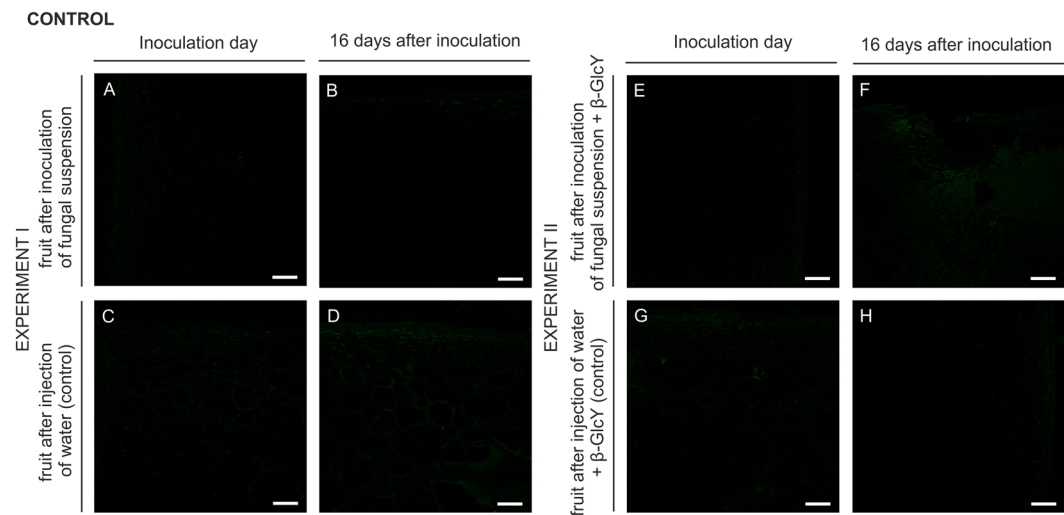 CONTROL
Inoculation day
16 days after inoculation
Inoculation day
16 days after inoculation
EXPERIMENT I
fruit after inoculation
of fungal suspension
A
B
fruit after injection
of water (control)
C
D
EXPERIMENT II
fruit after inoculation
of fungal suspension + β-GlcY
E
F
fruit after injection of water
+ β-GlcY (control)
G
H